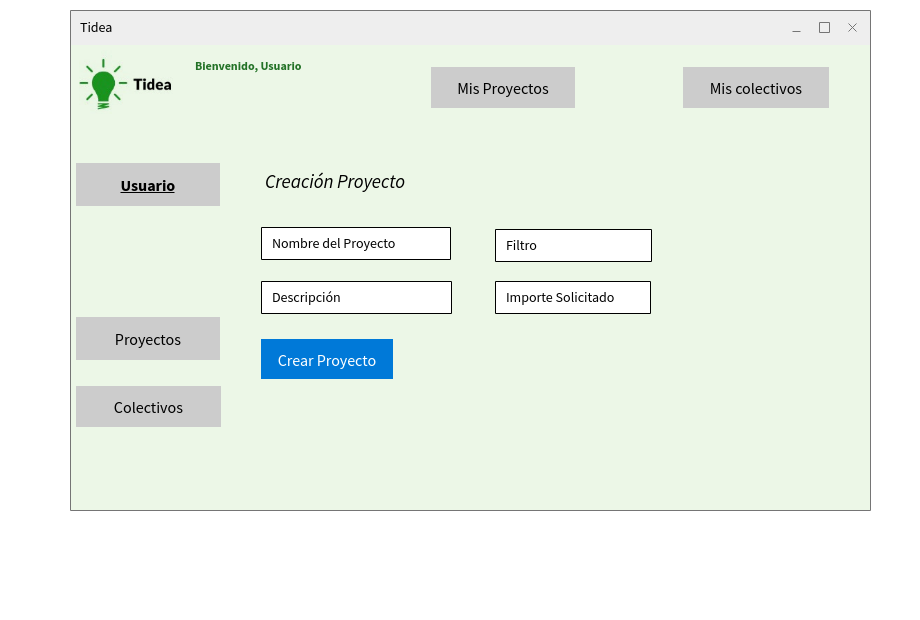 Tidea
Tidea
Bienvenido, Usuario
Mis Proyectos
Mis colectivos
Usuario
Creación Proyecto
Nombre del Proyecto
Filtro
Descripción
Importe Solicitado
Proyectos
Crear Proyecto
Colectivos